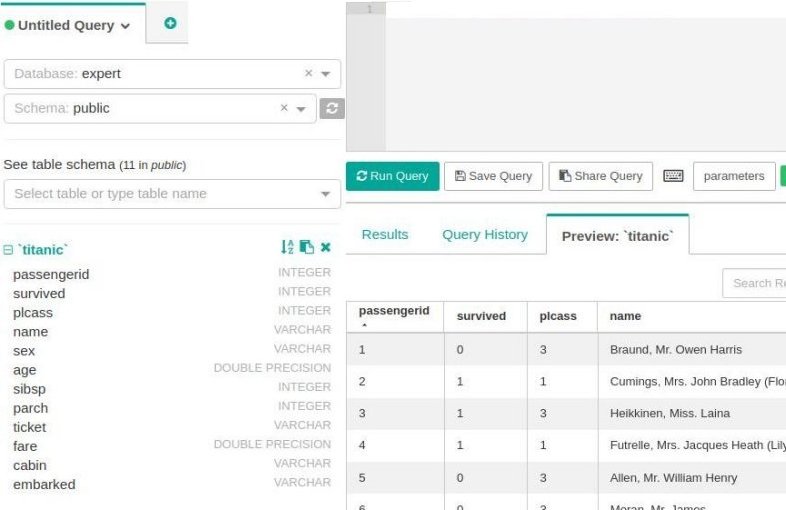 Untitled Query
Database: expert
Schema: public
See table schema (11 in public)
Select table or type table name
`titanic`
passengerid INTEGER
survived INTEGER
plcass INTEGER
name VARCHAR
sex VARCHAR
age DOUBLE PRECISION
sibsp INTEGER
parch INTEGER
ticket VARCHAR
fare DOUBLE PRECISION
cabin VARCHAR
embarked VARCHAR
1
Run Query Save Query Share Query parameters
Results Query History Preview: `titanic`
Search Re
passengerid survived plcass name
1 0 3 Braund, Mr. Owen Harris
2 1 1 Cumings, Mrs. John Bradley (Flor
3 1 3 Heikkinen, Miss. Laina
4 1 1 Futrelle, Mrs. Jacques Heath (Lily
5 0 3 Allen, Mr. William Henry
6 0 3 Moran, Mr. James